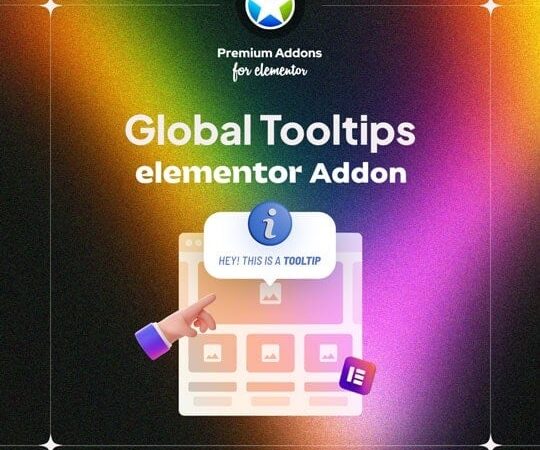 Premium Addons
for elementor
Global Tooltips
elementor Addon
i
HEY! THIS IS A TOOLTIP